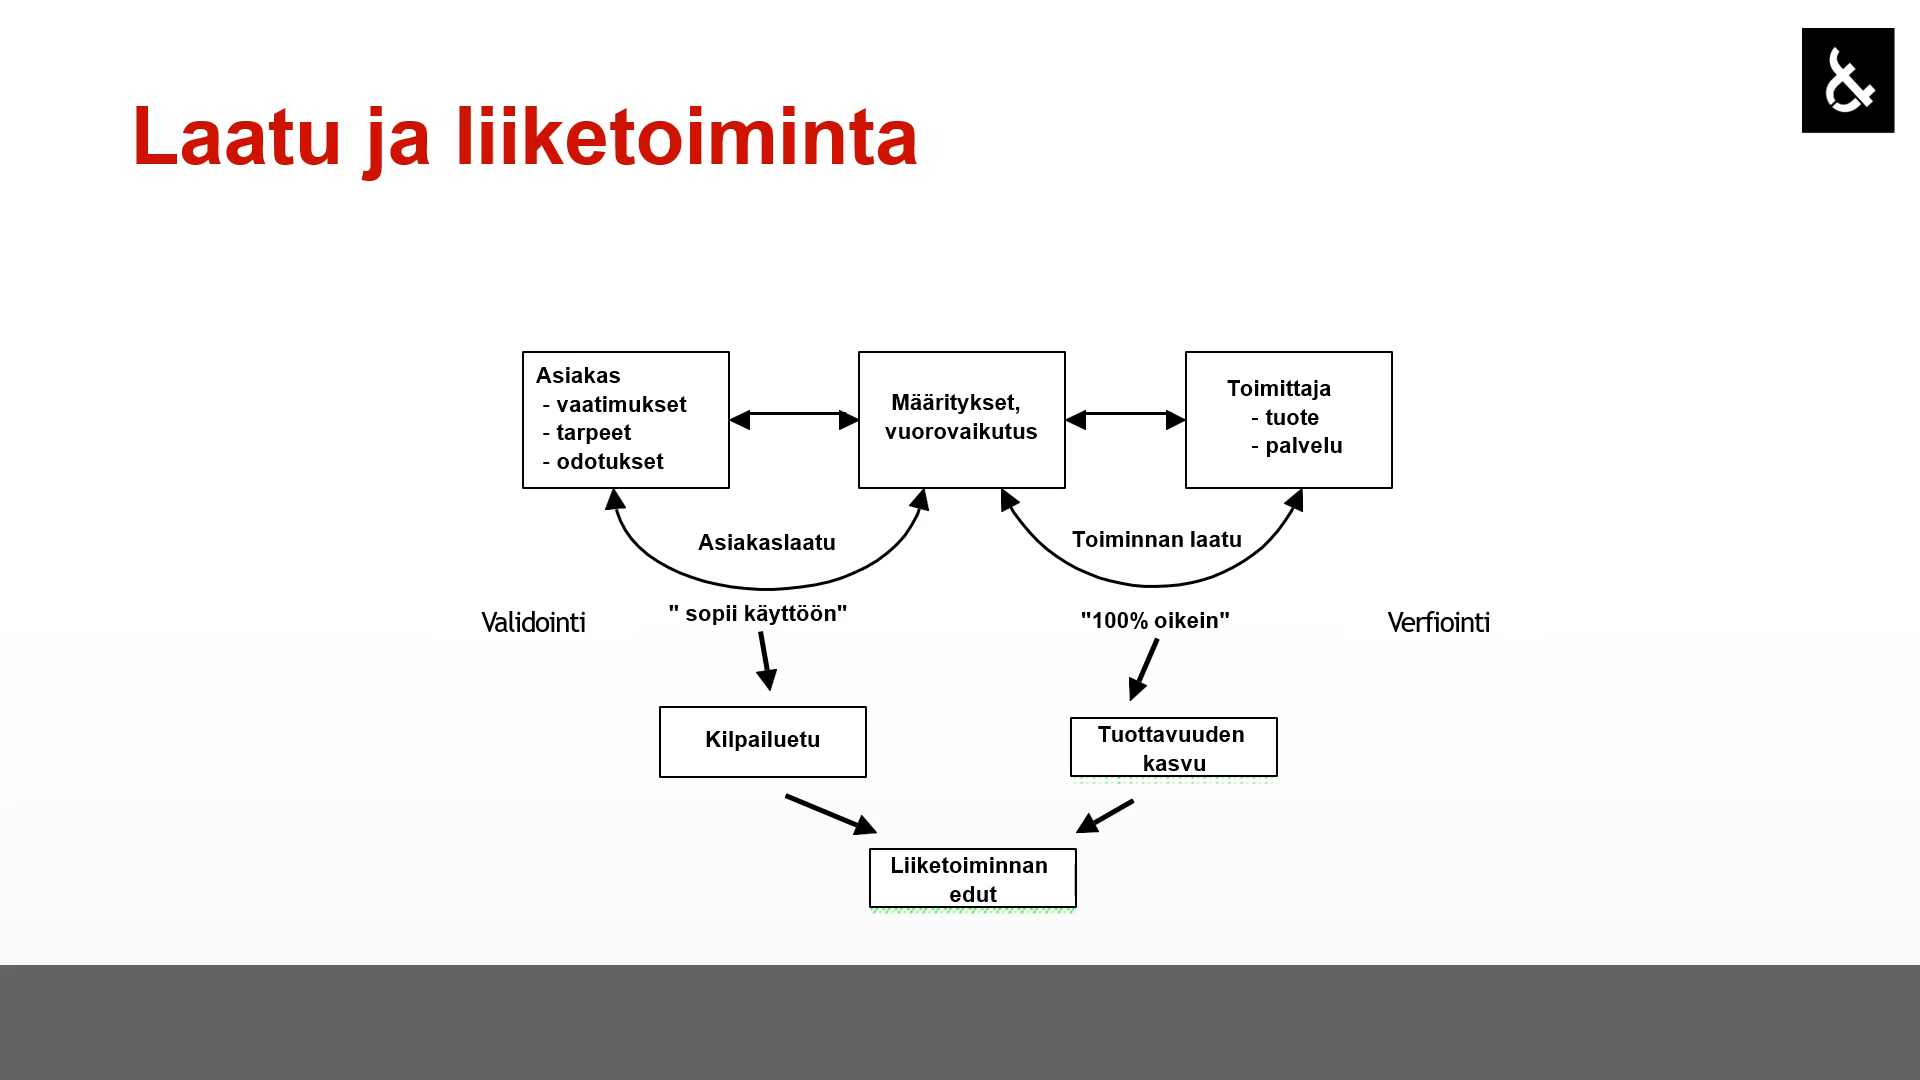 &
Laatu ja liiketoiminta
Asiakas
- vaatimukset
- tarpeet
- odotukset
Määritykset,
vuorovaikutus
Toimittaja
- tuote
- palvelu
Asiakaslaatu
Toiminnan laatu
Validointi
" sopii käyttöön"
"100% oikein"
Verfiointi
Kilpailuetu
Tuottavuuden
kasvu
Liiketoiminnan
edut